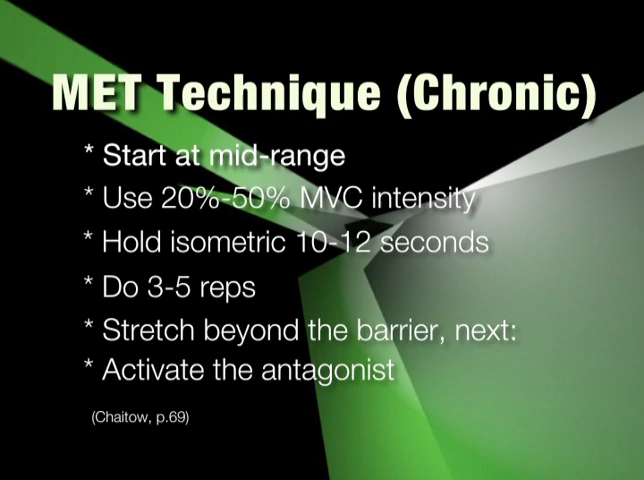 MET Technique (Chronic)
* Start at mid-range
* Use 20%-50% MVC intensity
* Hold isometric 10-12 seconds
* Do 3-5 reps
* Stretch beyond the barrier, next:
* Activate the antagonist
(Chaitow, p.69)